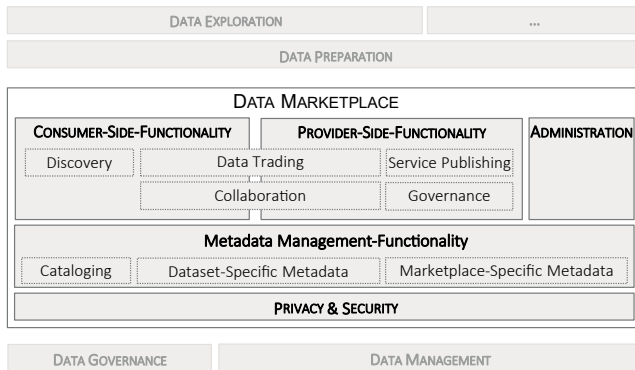 DATA EXPLORATION ...
DATA PREPARATION
DATA MARKETPLACE
CONSUMER-SIDE-FUNCTIONALITY PROVIDER-SIDE-FUNCTIONALITY ADMINISTRATION
Discovery Data Trading Service Publishing
Collaboration Governance
Metadata Management-Functionality
Cataloging Dataset-Specific Metadata Marketplace-Specific Metadata
PRIVACY & SECURITY
DATA GOVERNANCE DATA MANAGEMENT